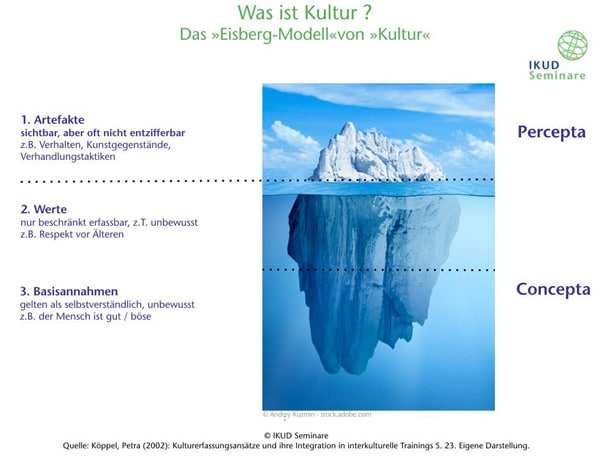 Was ist Kultur ?
Das »Eisberg-Modell«von »Kultur«
IKUD
Seminare
1. Artefakte
sichtbar, aber oft nicht entzifferbar
z.B. Verhalten, Kunstgegenstände,
Verhandlungstaktiken
Percepta
2. Werte
nur beschränkt erfassbar, z.T. unbewusst
z.B. Respekt vor Älteren
3. Basisannahmen
gelten als selbstverständlich, unbewusst
z.B. der Mensch ist gut / böse
Concepta
© Andrey Kuzmin - stock.adobe.com
© IKUD Seminare
Quelle: Köppel, Petra (2002): Kulturerfassungsansätze und ihre Integration in interkulturelle Trainings S. 23. Eigene Darstellung.